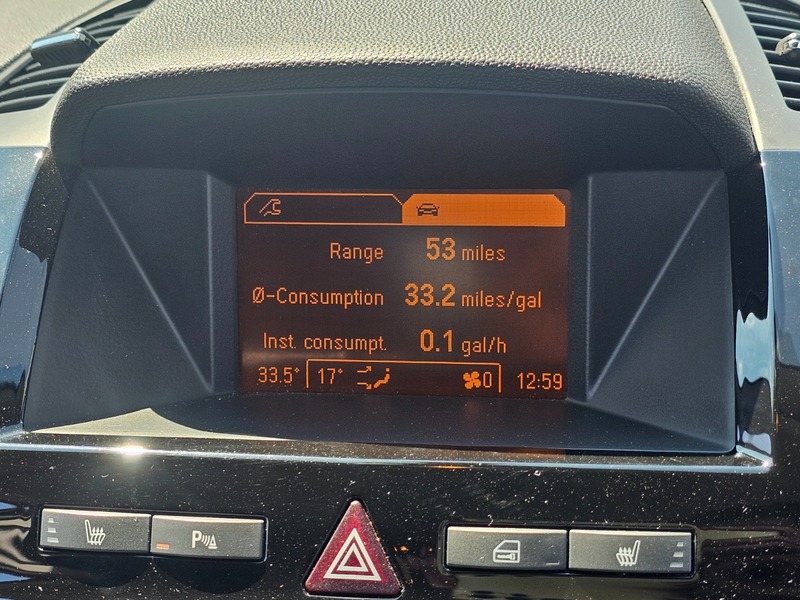 Range 53 miles
Ø-Consumption 33.2 miles/gal
Inst. consumpt. 0.1 gal/h
33.5° 17° 0 12:59
P